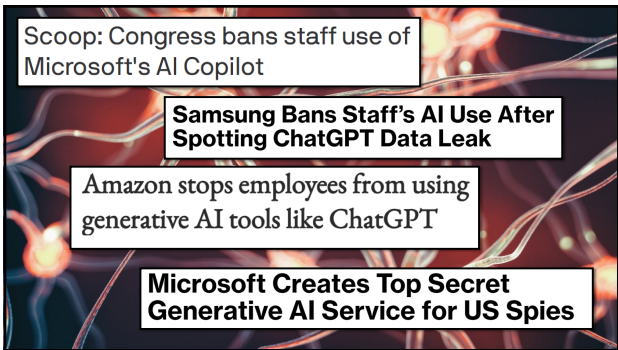 Scoop: Congress bans staff use of
Microsoft's AI Copilot
Samsung Bans Staff's AI Use After
Spotting ChatGPT Data Leak
Amazon stops employees from using
generative AI tools like ChatGPT
Microsoft Creates Top Secret
Generative AI Service for US Spies